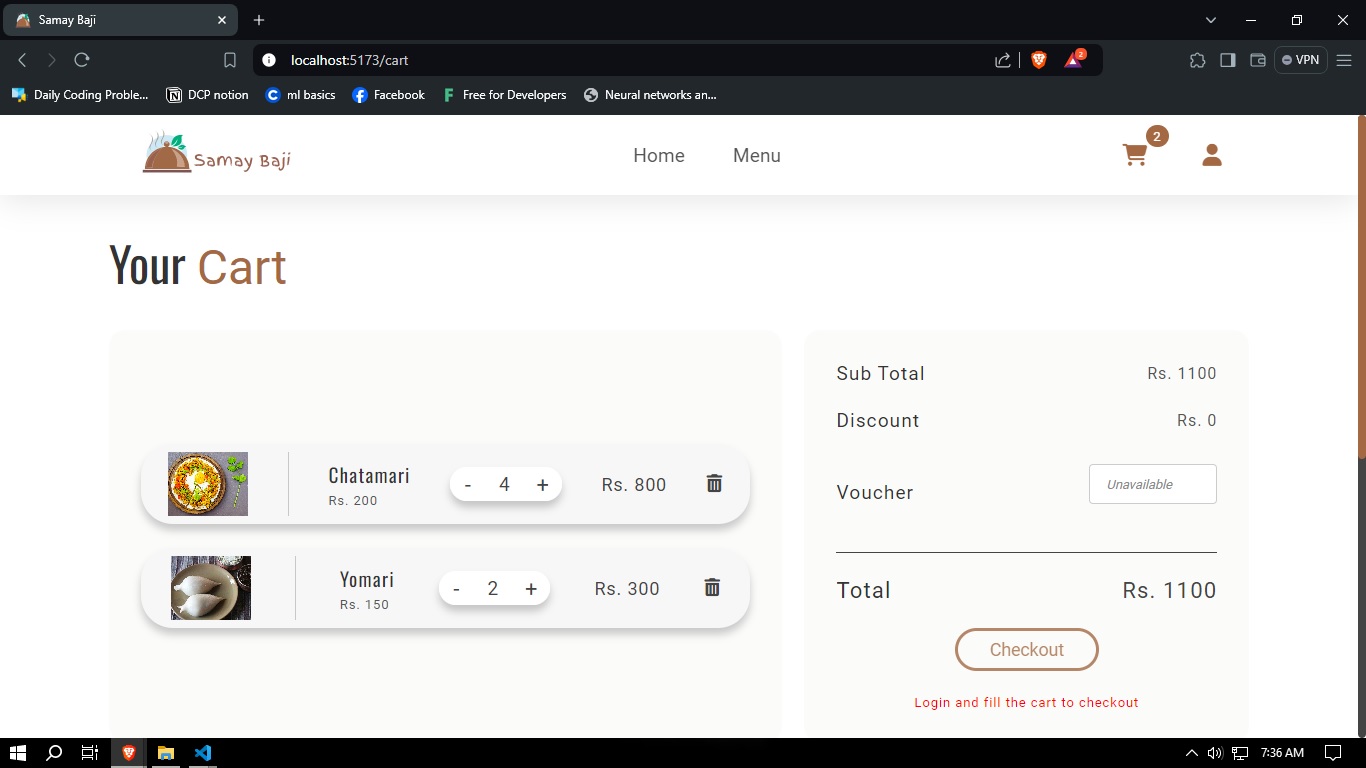 Samay Baji
localhost:5173/cart
2
VPN
Daily Coding Proble...
DCP notion
ml basics
Facebook
Free for Developers
Neural networks an...
Samay Baji
Home
Menu
2
Your Cart
Chatamari
Rs. 200
- 4 +
Rs. 800
Yomari
Rs. 150
- 2 +
Rs. 300
Sub Total
Rs. 1100
Discount
Rs. 0
Voucher
Unavailable
Total
Rs. 1100
Checkout
Login and fill the cart to checkout
7:36 AM